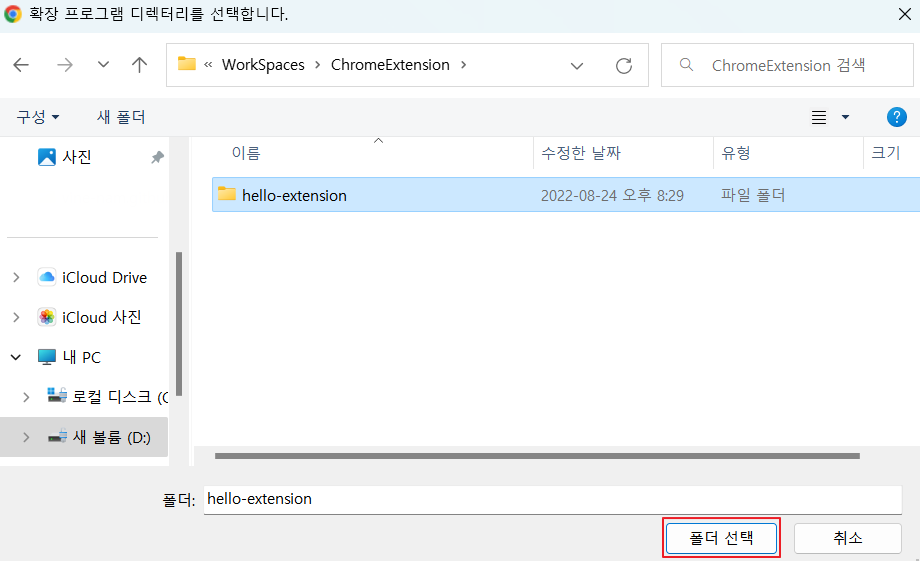 확장 프로그램 디렉터리를 선택합니다.
« WorkSpaces > ChromeExtension >
ChromeExtension 검색
구성 새 폴더
사진
이름 수정한 날짜 유형 크기
hello-extension 2022-08-24 오후 8:29 파일 폴더
iCloud Drive
iCloud 사진
내 PC
로컬 디스크 (C
새 볼륨 (D:)
폴더: hello-extension
폴더 선택 취소